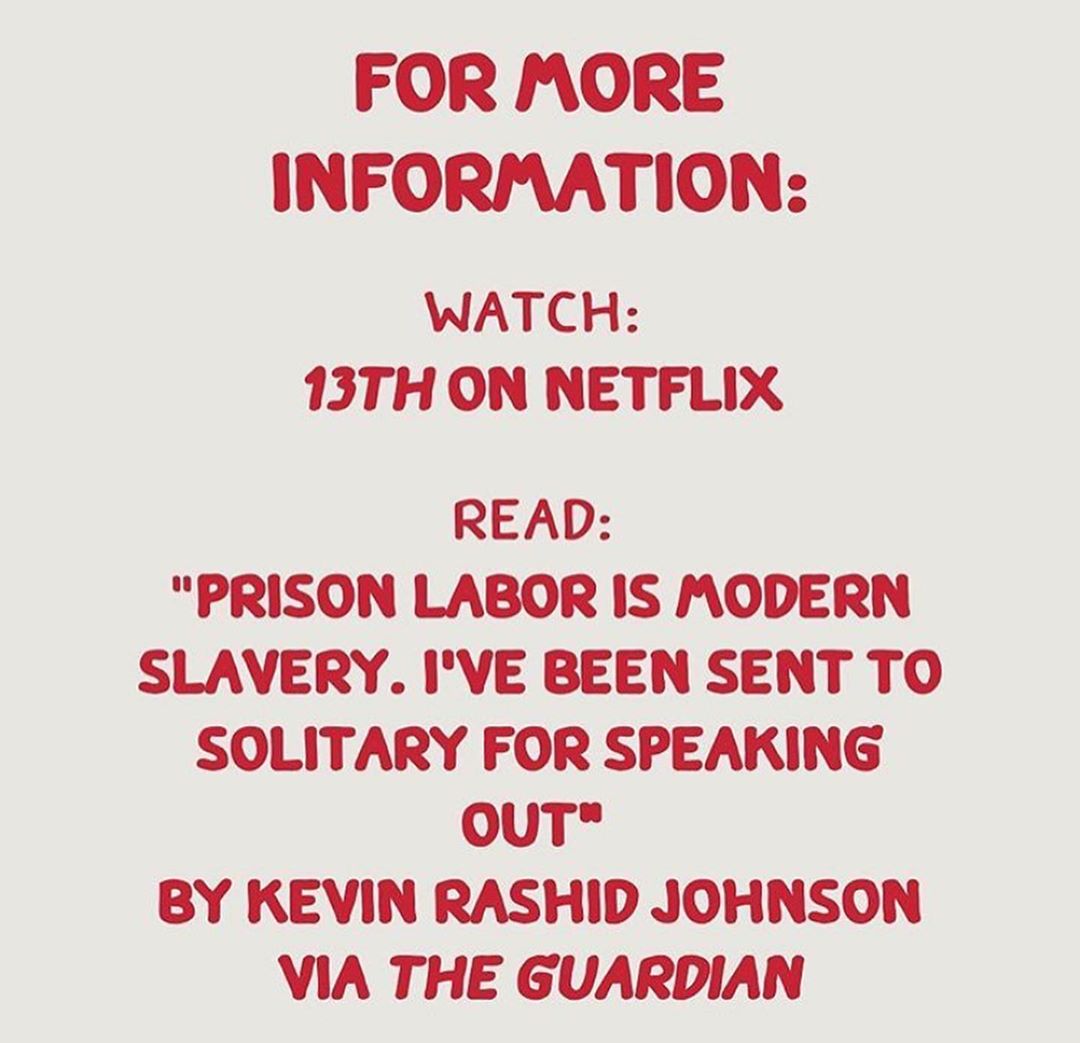 FOR MORE
INFORMATION:
WATCH:
13TH ON NETFLIX
READ:
"PRISON LABOR IS MODERN
SLAVERY. I'VE BEEN SENT TO
SOLITARY FOR SPEAKING
OUT"
BY KEVIN RASHID JOHNSON
VIA THE GUARDIAN